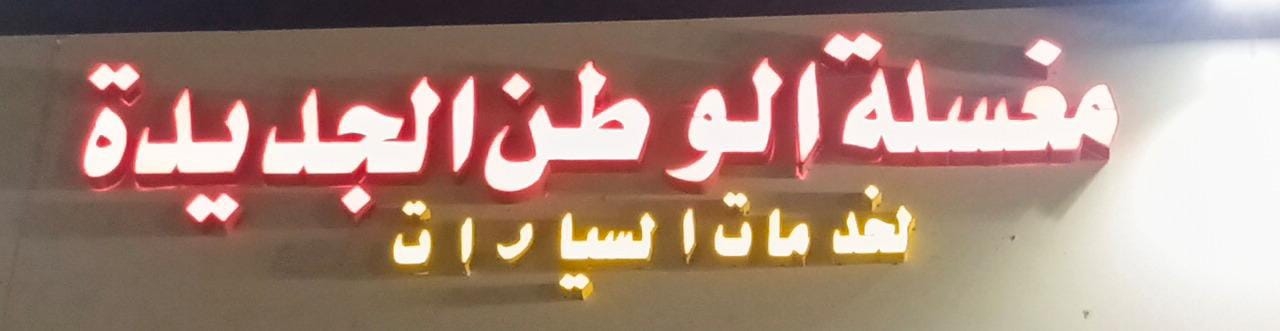 مغسلة الوطن الجديدة
لخدمات السيارات